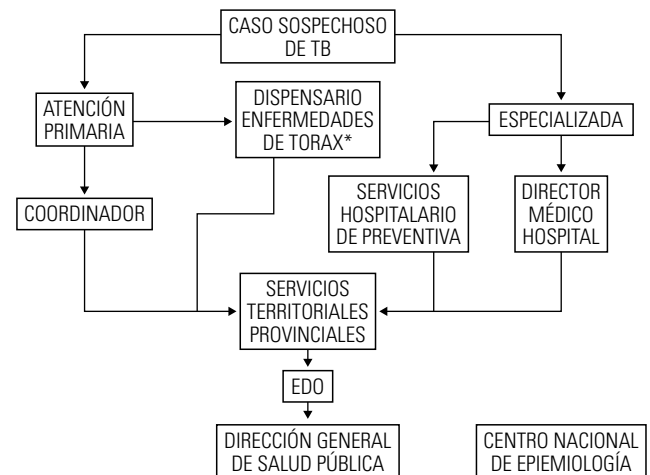 CASO SOSPECHOSO
DE TB
ATENCIÓN
PRIMARIA
DISPENSARIO
ENFERMEDADES
DE TORAX*
ESPECIALIZADA
COORDINADOR
SERVICIOS
HOSPITALARIO
DE PREVENTIVA
DIRECTOR
MÉDICO
HOSPITAL
SERVICIOS
TERRITORIALES
PROVINCIALES
EDO
DIRECCIÓN GENERAL
DE SALUD PÚBLICA
CENTRO NACIONAL
DE EPIEMIOLOGÍA